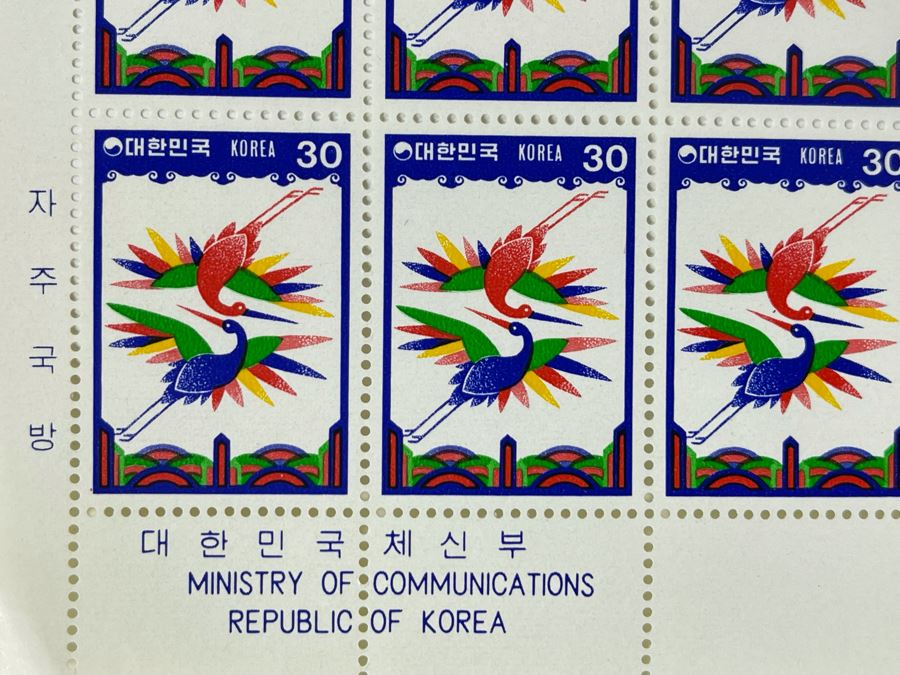 대한민국 KOREA 30
대한민국 KOREA 30
대한민국 KOREA 30
자
주
국
방
대한민국 체신부
MINISTRY OF COMMUNICATIONS
REPUBLIC OF KOREA